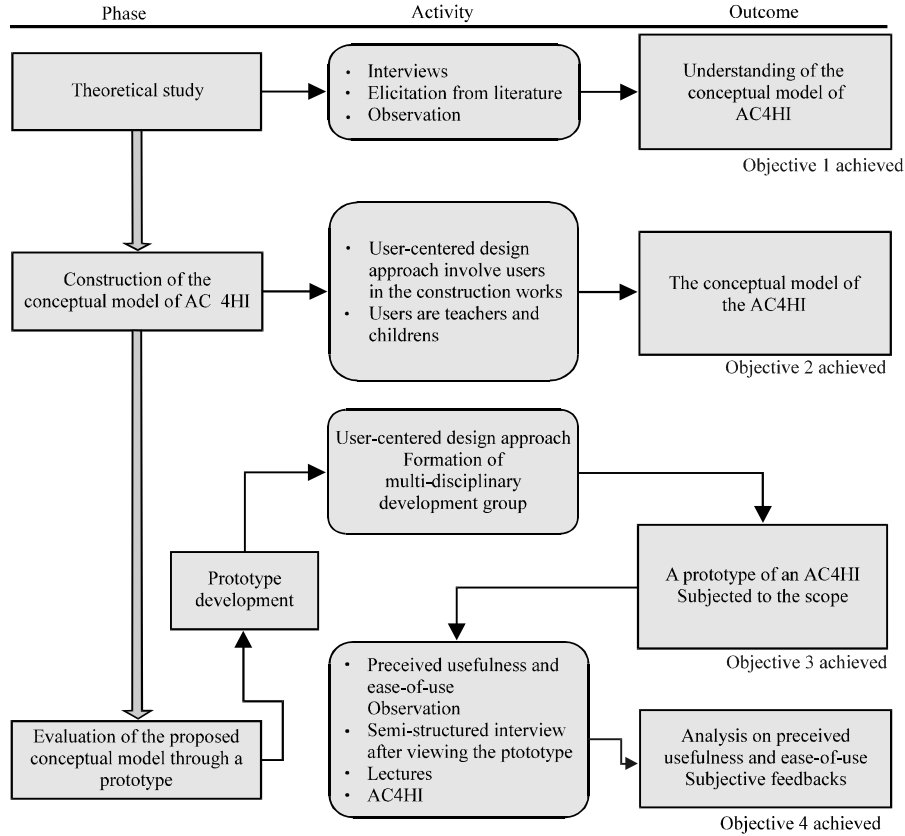 Phase
Activity
Outcome
Theoretical study
• Interviews
• Elicitation from literature
• Observation
Understanding of the
conceptual model of
AC4HI
Objective 1 achieved
Construction of the
conceptual model of AC 4HI
• User-centered design
approach involve users
in the construction works
• Users are teachers and
childrens
The conceptual model of
the AC4HI
Objective 2 achieved
User-centered design approach
Formation of
multi-disciplinary
development group
Prototype
development
A prototype of an AC4HI
Subjected to the scope
Objective 3 achieved
Evaluation of the proposed
conceptual model through a
prototype
• Preceived usefulness and
ease-of-use
Observation
• Semi-structured interview
after viewing the ptototype
• Lectures
• AC4HI
Analysis on preceived
usefulness and ease-of-use
Subjective feedbacks
Objective 4 achieved